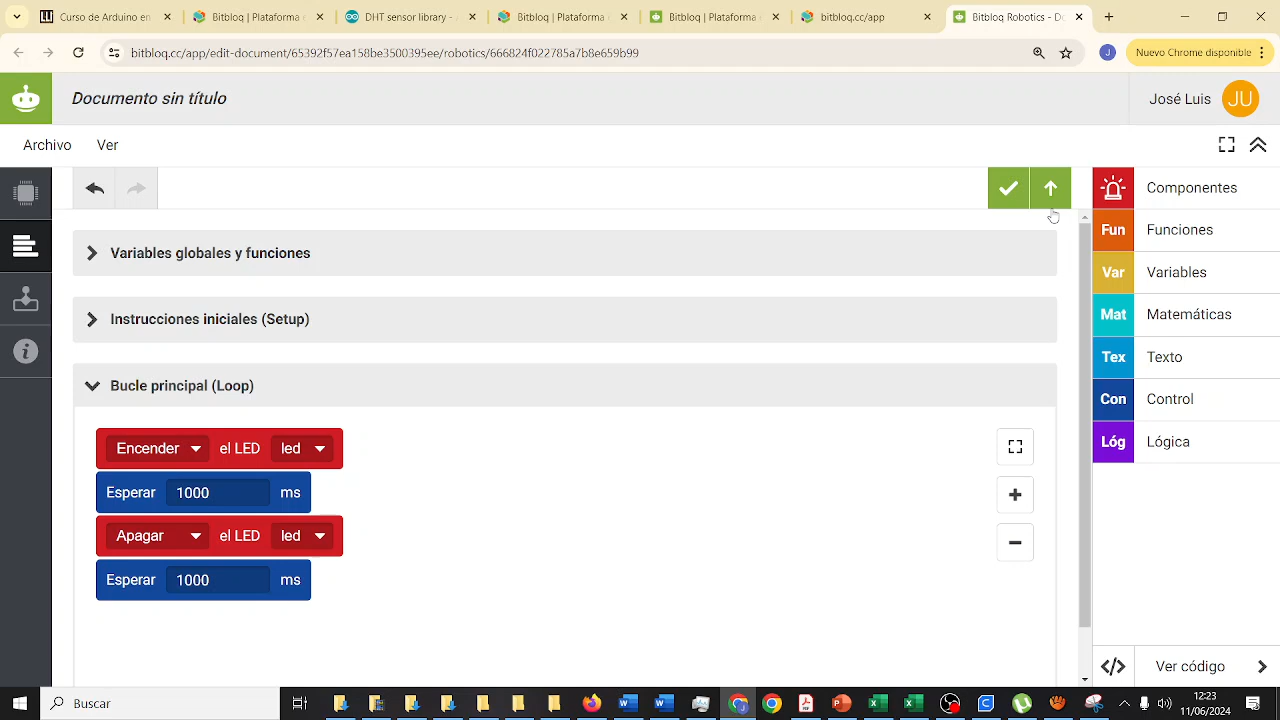 Curso de Arduino en
Bitbloq | Plataforma
DHT sensor library -
Bitbloq | Plataforma
Bitbloq | Plataforma
bitbloq.cc/app
Bitbloq Robotics - Do
bitbloq.cc/app/edit-document/65392f57ea158be3500395ee/robotics/666824f022785a7b8e659b99
J
Nuevo Chrome disponible
Documento sin título
José Luis
JU
Archivo
Ver
Componentes
Variables globales y funciones
Fun
Funciones
Var
Variables
Instrucciones iniciales (Setup)
Mat
Matemáticas
Tex
Texto
Bucle principal (Loop)
Con
Control
Encender
el LED
led
Lóg
Lógica
Esperar
1000
ms
Apagar
el LED
led
Esperar
1000
ms
Ver código
Buscar
12:23
11/06/2024